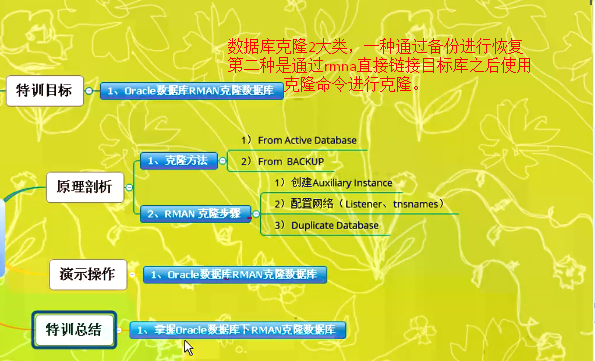 数据库克隆2大类，一种通过备份进行恢复
第二种是通过rmna直接链接目标库之后使用
克隆命令进行克隆。
特训目标
1、Oracle数据库RMAN克隆数据库
原理剖析
1、克隆方法
1）From Active Database
2）From BACKUP
2、RMAN 克隆步骤
1）创建Auxiliary Instance
2）配置网络（Listener、tnsnames）
3）Duplicate Database
演示操作
1、Oracle数据库RMAN克隆数据库
特训总结
1、掌握Oracle数据库下RMAN克隆数据库